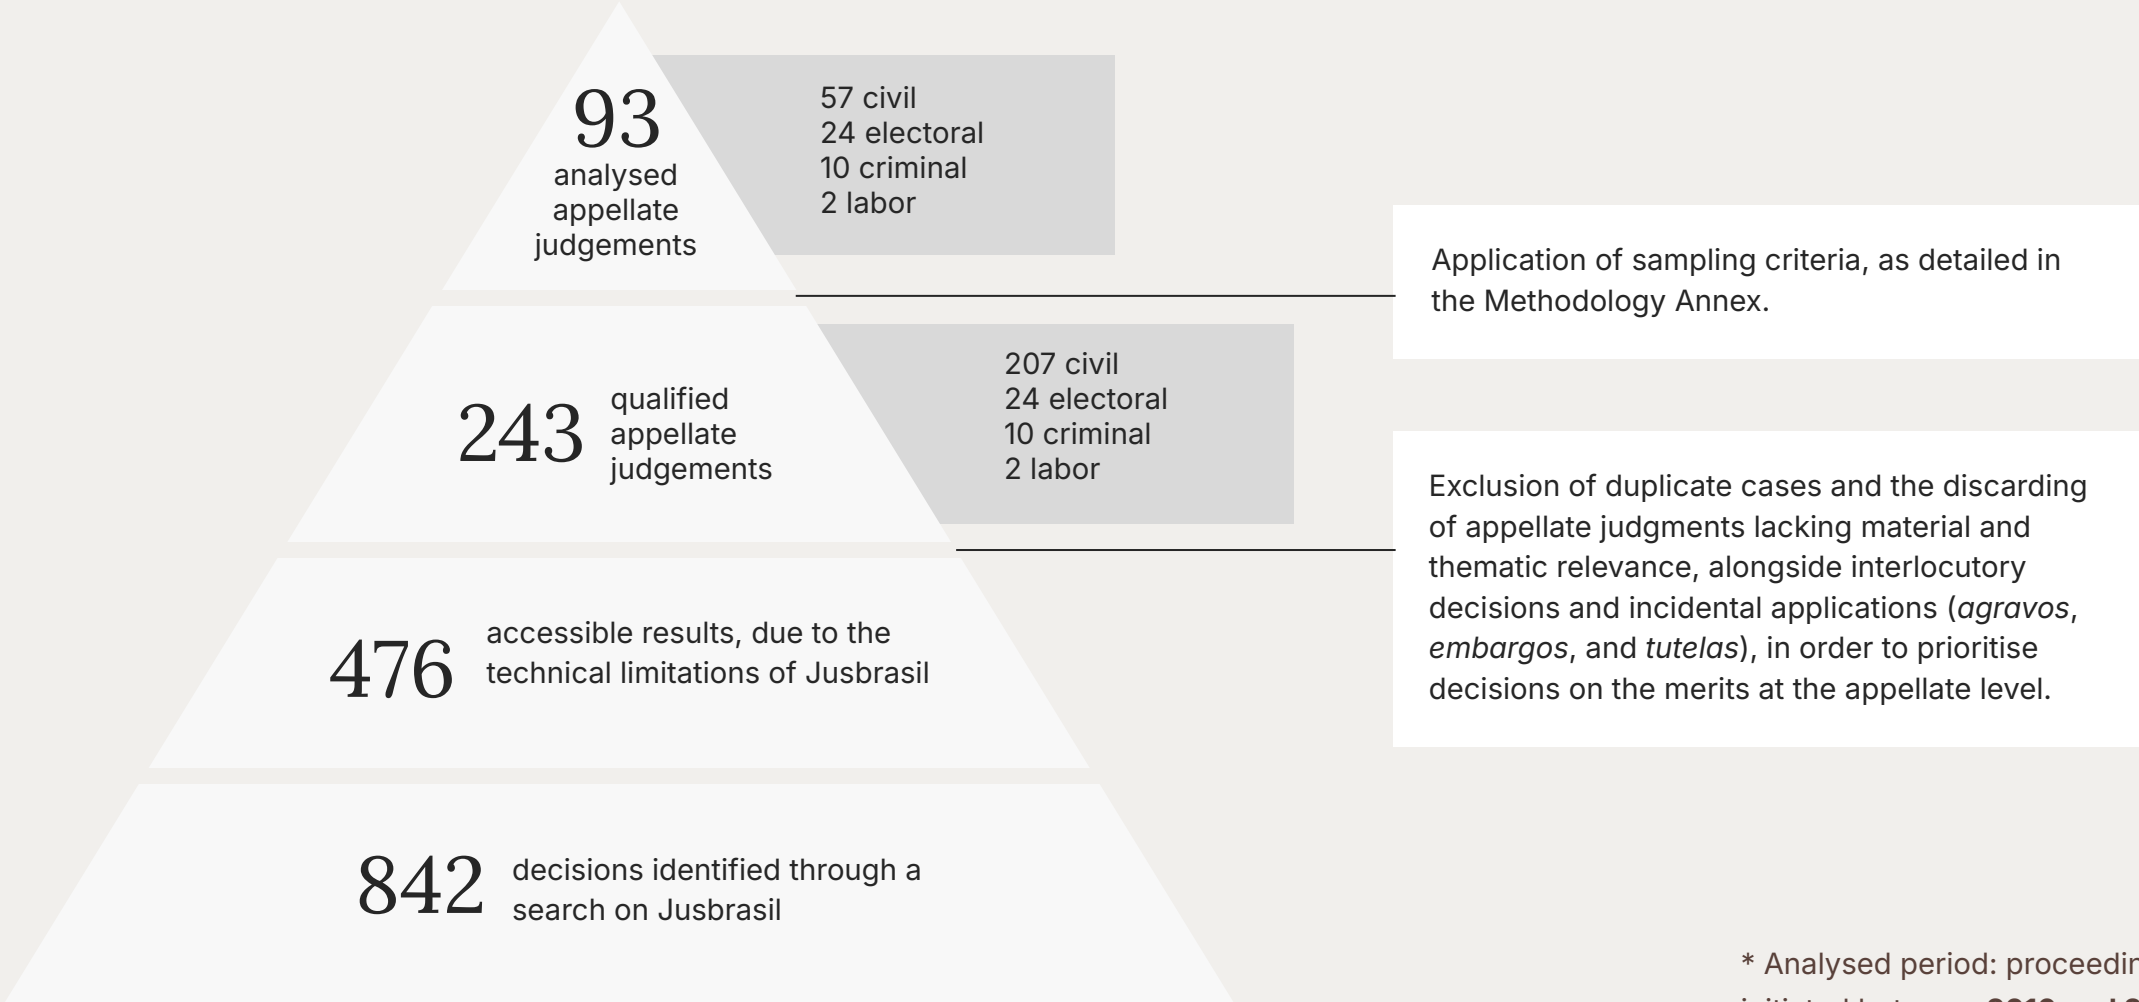 93
analysed
appellate
judgements
57 civil
24 electoral
10 criminal
2 labor
Application of sampling criteria, as detailed in
the Methodology Annex.
243
qualified
appellate
judgements
207 civil
24 electoral
10 criminal
2 labor
Exclusion of duplicate cases and the discarding
of appellate judgments lacking material and
thematic relevance, alongside interlocutory
decisions and incidental applications (agravos,
embargos, and tutelas), in order to prioritise
decisions on the merits at the appellate level.
476
accessible results, due to the
technical limitations of Jusbrasil
842
decisions identified through a
search on Jusbrasil
* Analysed period: